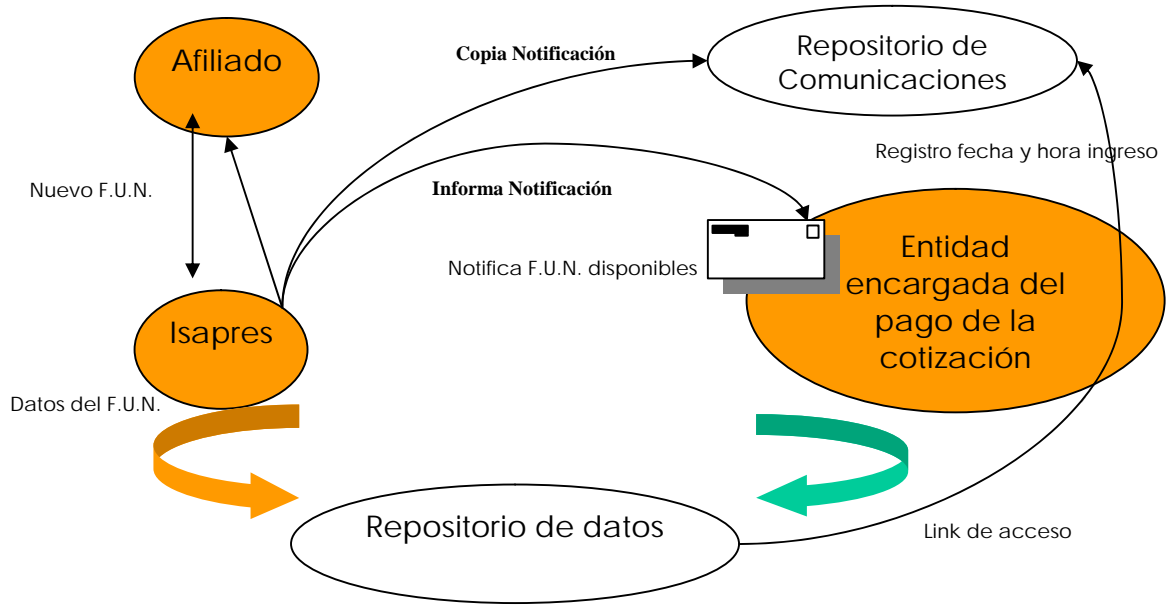 Afiliado
Copia Notificación
Repositorio de
Comunicaciones
Registro fecha y hora ingreso
Nuevo F.U.N.
Informa Notificación
Notifica F.U.N. disponibles
Entidad
encargada del
pago de la
cotización
Isapres
Datos del F.U.N.
Repositorio de datos
Link de acceso